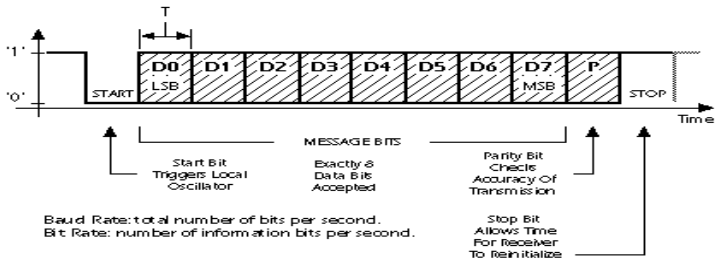 T
'1'
D0 D1 D2 D3 D4 D5 D6 D7 P
START LSB MSB STOP
'0'
Time
MESSAGE BITS
Start Bit
Triggers Local
Oscillator
Exactly 8
Data Bits
Accepted
Parity Bit
Checks
Accuracy Of
Transmission
Baud Rate: total number of bits per second.
Bit Rate: number of information bits per second.
Stop Bit
Allows Time
For Receiver
To Reinitialize